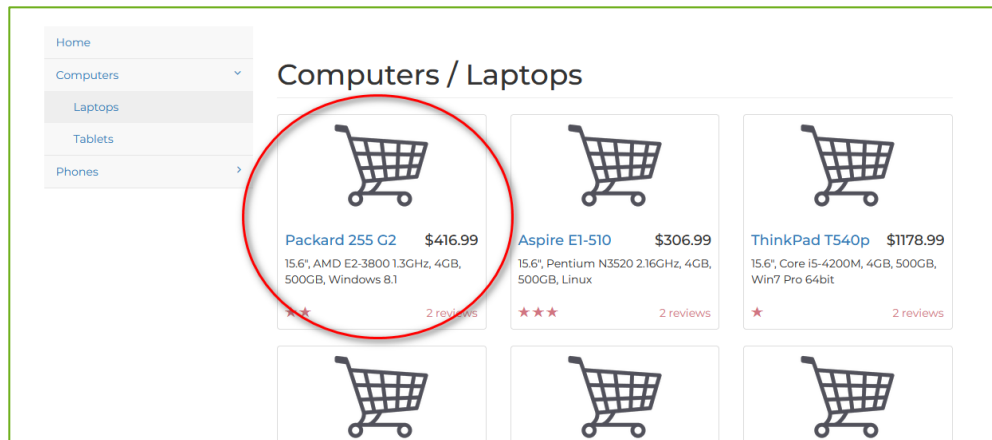 Home
Computers
Laptops
Tablets
Phones
Computers / Laptops
Packard 255 G2 $416.99
15.6", AMD E2-3800 1.3GHz, 4GB,
500GB, Windows 8.1
2 reviews
Aspire E1-510 $306.99
15.6", Pentium N3520 2.16GHz, 4GB,
500GB, Linux
2 reviews
ThinkPad T540p $1178.99
15.6", Core i5-4200M, 4GB, 500GB,
Win7 Pro 64bit
2 reviews